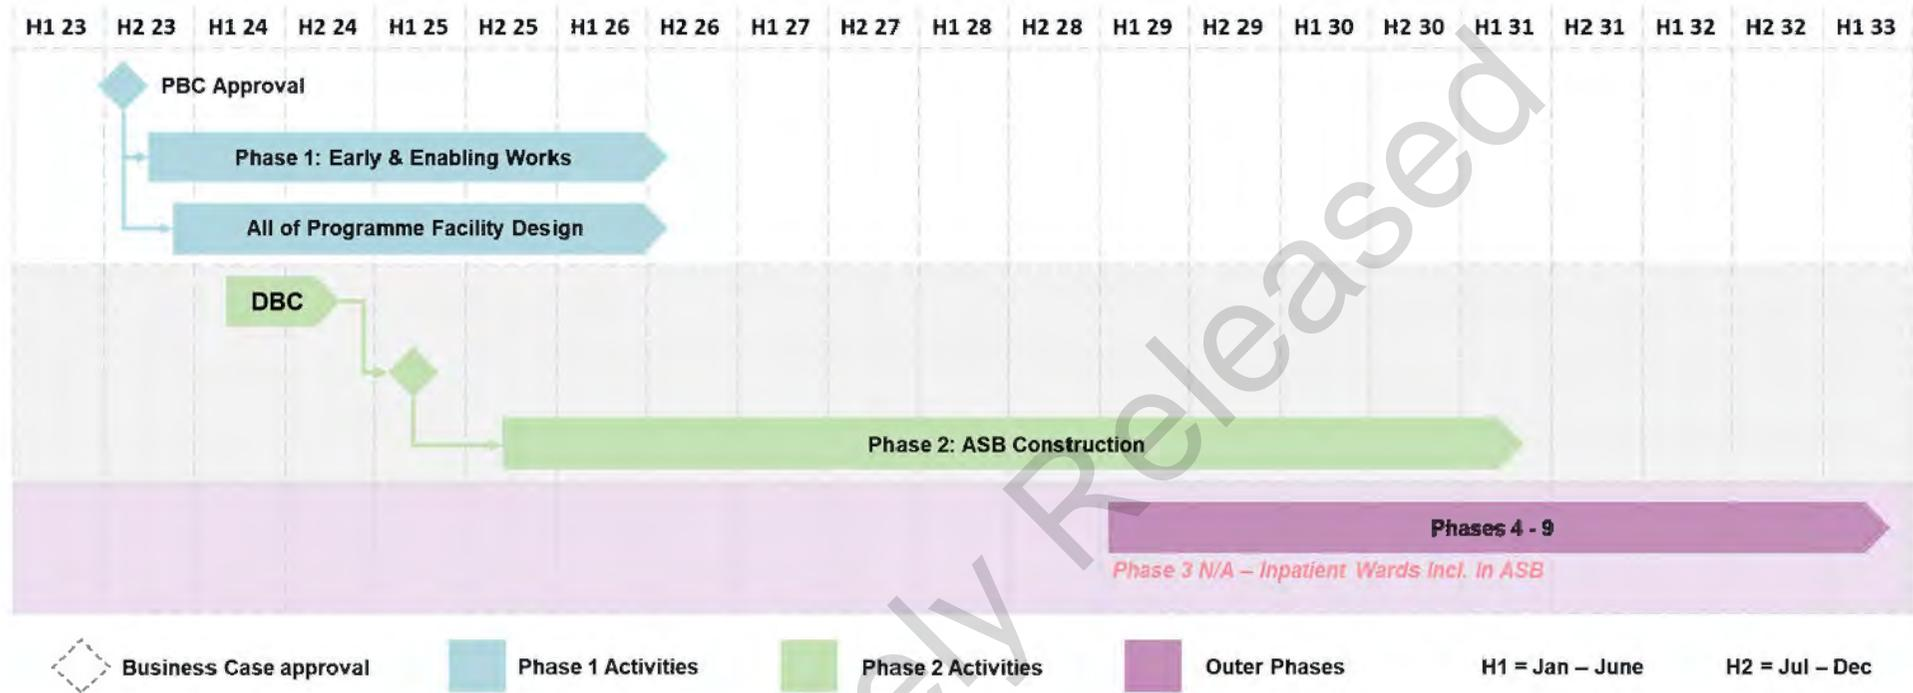 H1 23 H2 23 H1 24 H2 24 H1 25 H2 25 H1 26 H2 26 H1 27 H2 27 H1 28 H2 28 H1 29 H2 29 H1 30 H2 30 H1 31 H2 31 H1 32 H2 32 H1 33
PBC Approval
Phase 1: Early & Enabling Works
All of Programme Facility Design
DBC
Phase 2: ASB Construction
Phases 4 - 9
Phase 3 N/A – Inpatient Wards Incl. In ASB
ely Released
Business Case approval Phase 1 Activities Phase 2 Activities Outer Phases H1 = Jan – June H2 = Jul – Dec